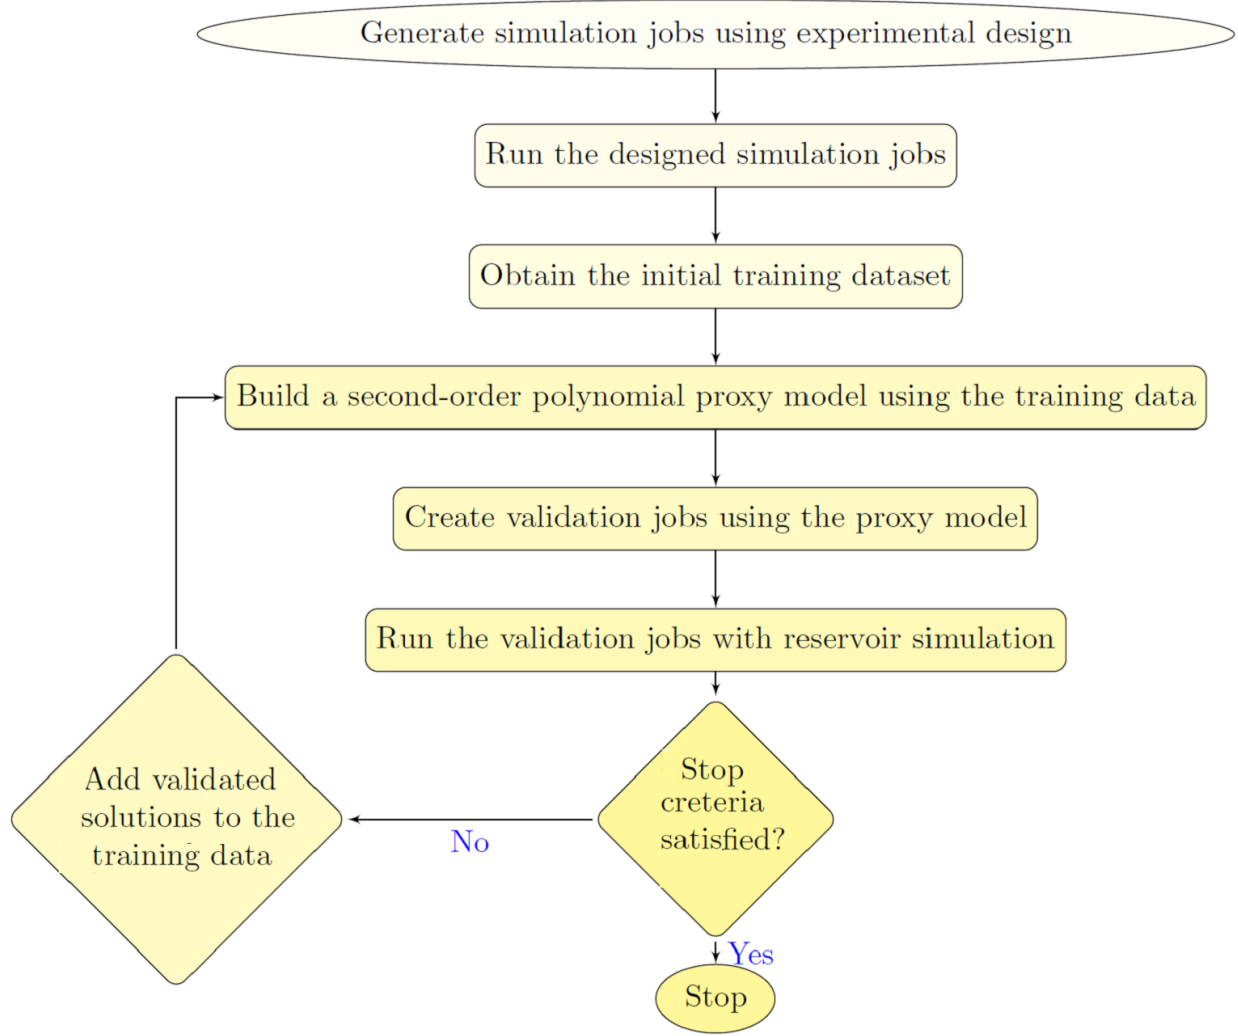 Generate simulation jobs using experimental design
Run the designed simulation jobs
Obtain the initial training dataset
Build a second-order polynomial proxy model using the training data
Create validation jobs using the proxy model
Run the validation jobs with reservoir simulation
Stop
creteria
satisfied?
No
Add validated
solutions to the
training data
Yes
Stop